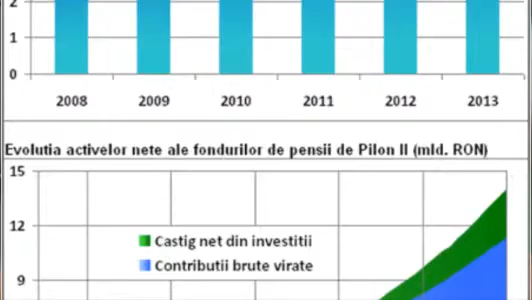 2
1
0
2008 2009 2010 2011 2012 2013
Evolutia activelor nete ale fondurilor de pensii de Pilon II (mld. RON)
15
12
Castig net din investitii
Contributii brute virate
9